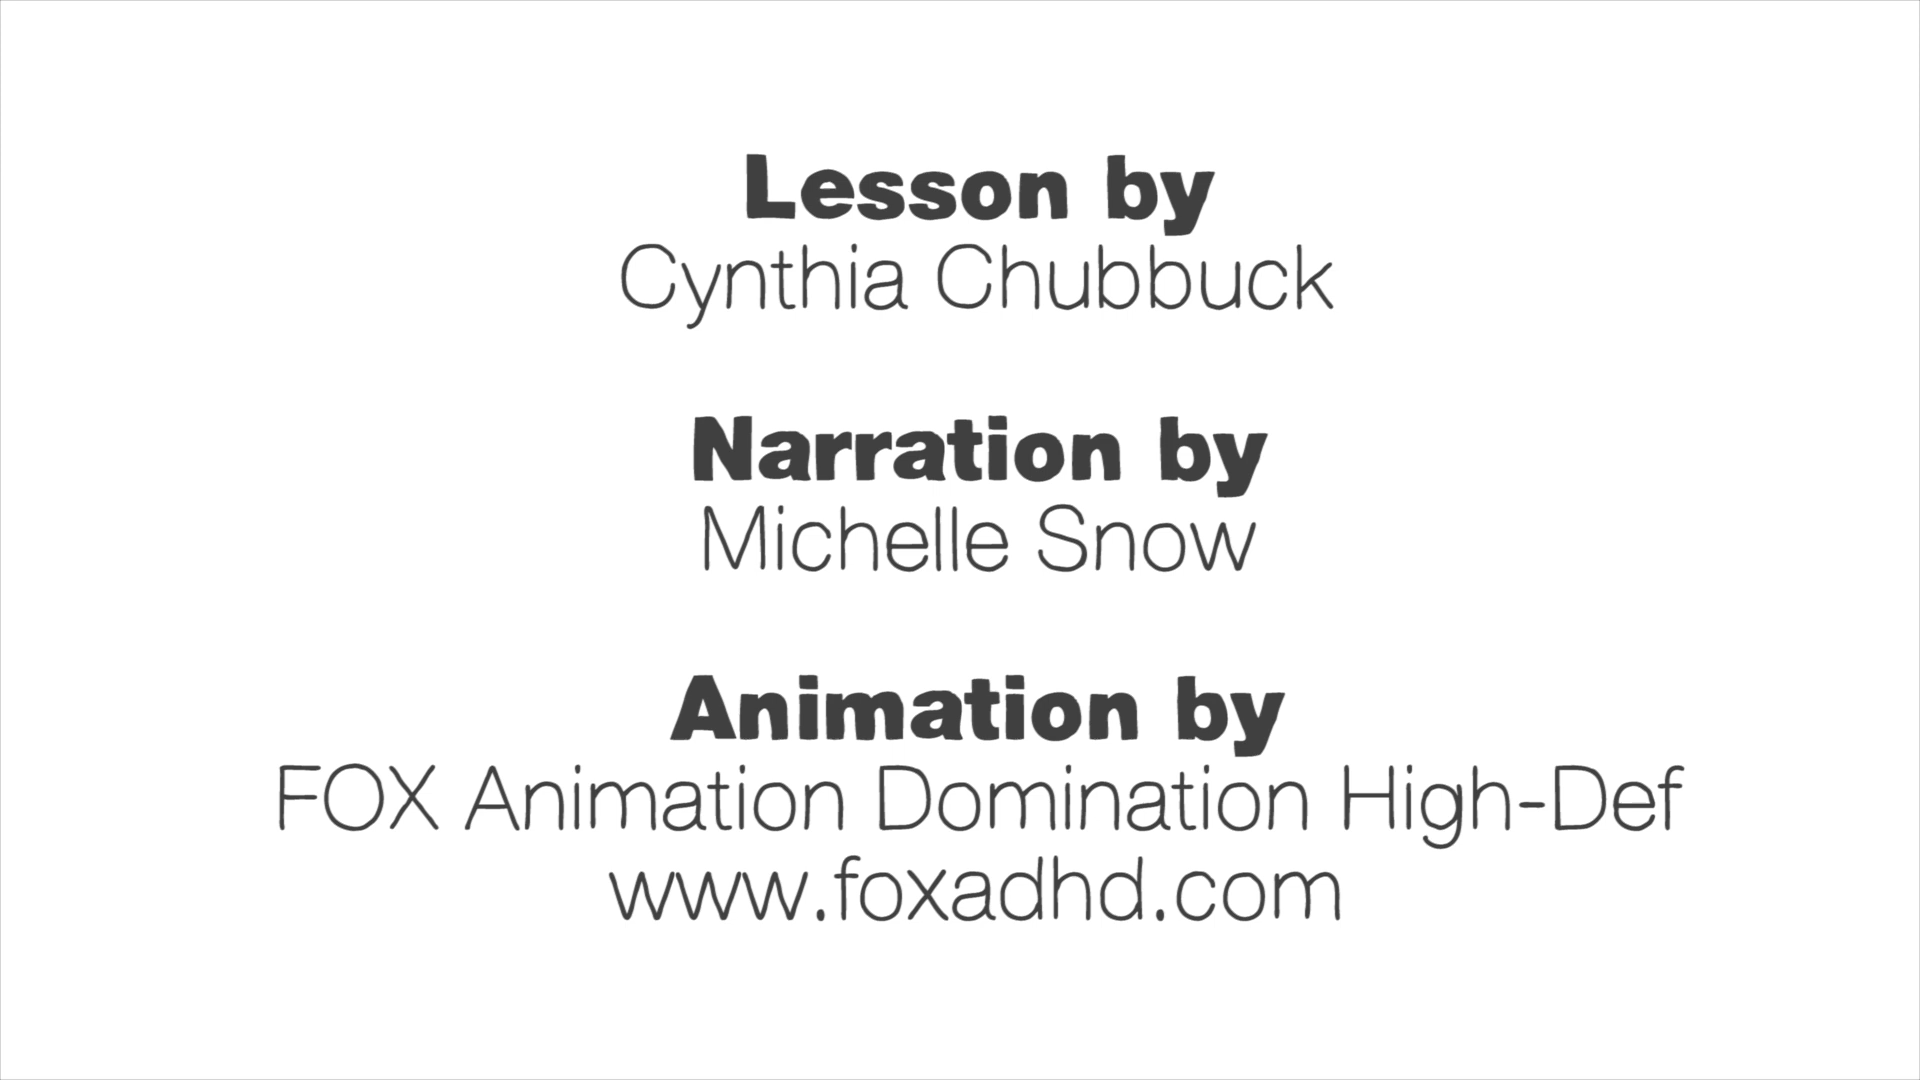 Lesson by
Cynthia Chubbuck
Narration by
Michelle Snow
Animation by
FOX Animation Domination High-Def
www.foxadhd.com